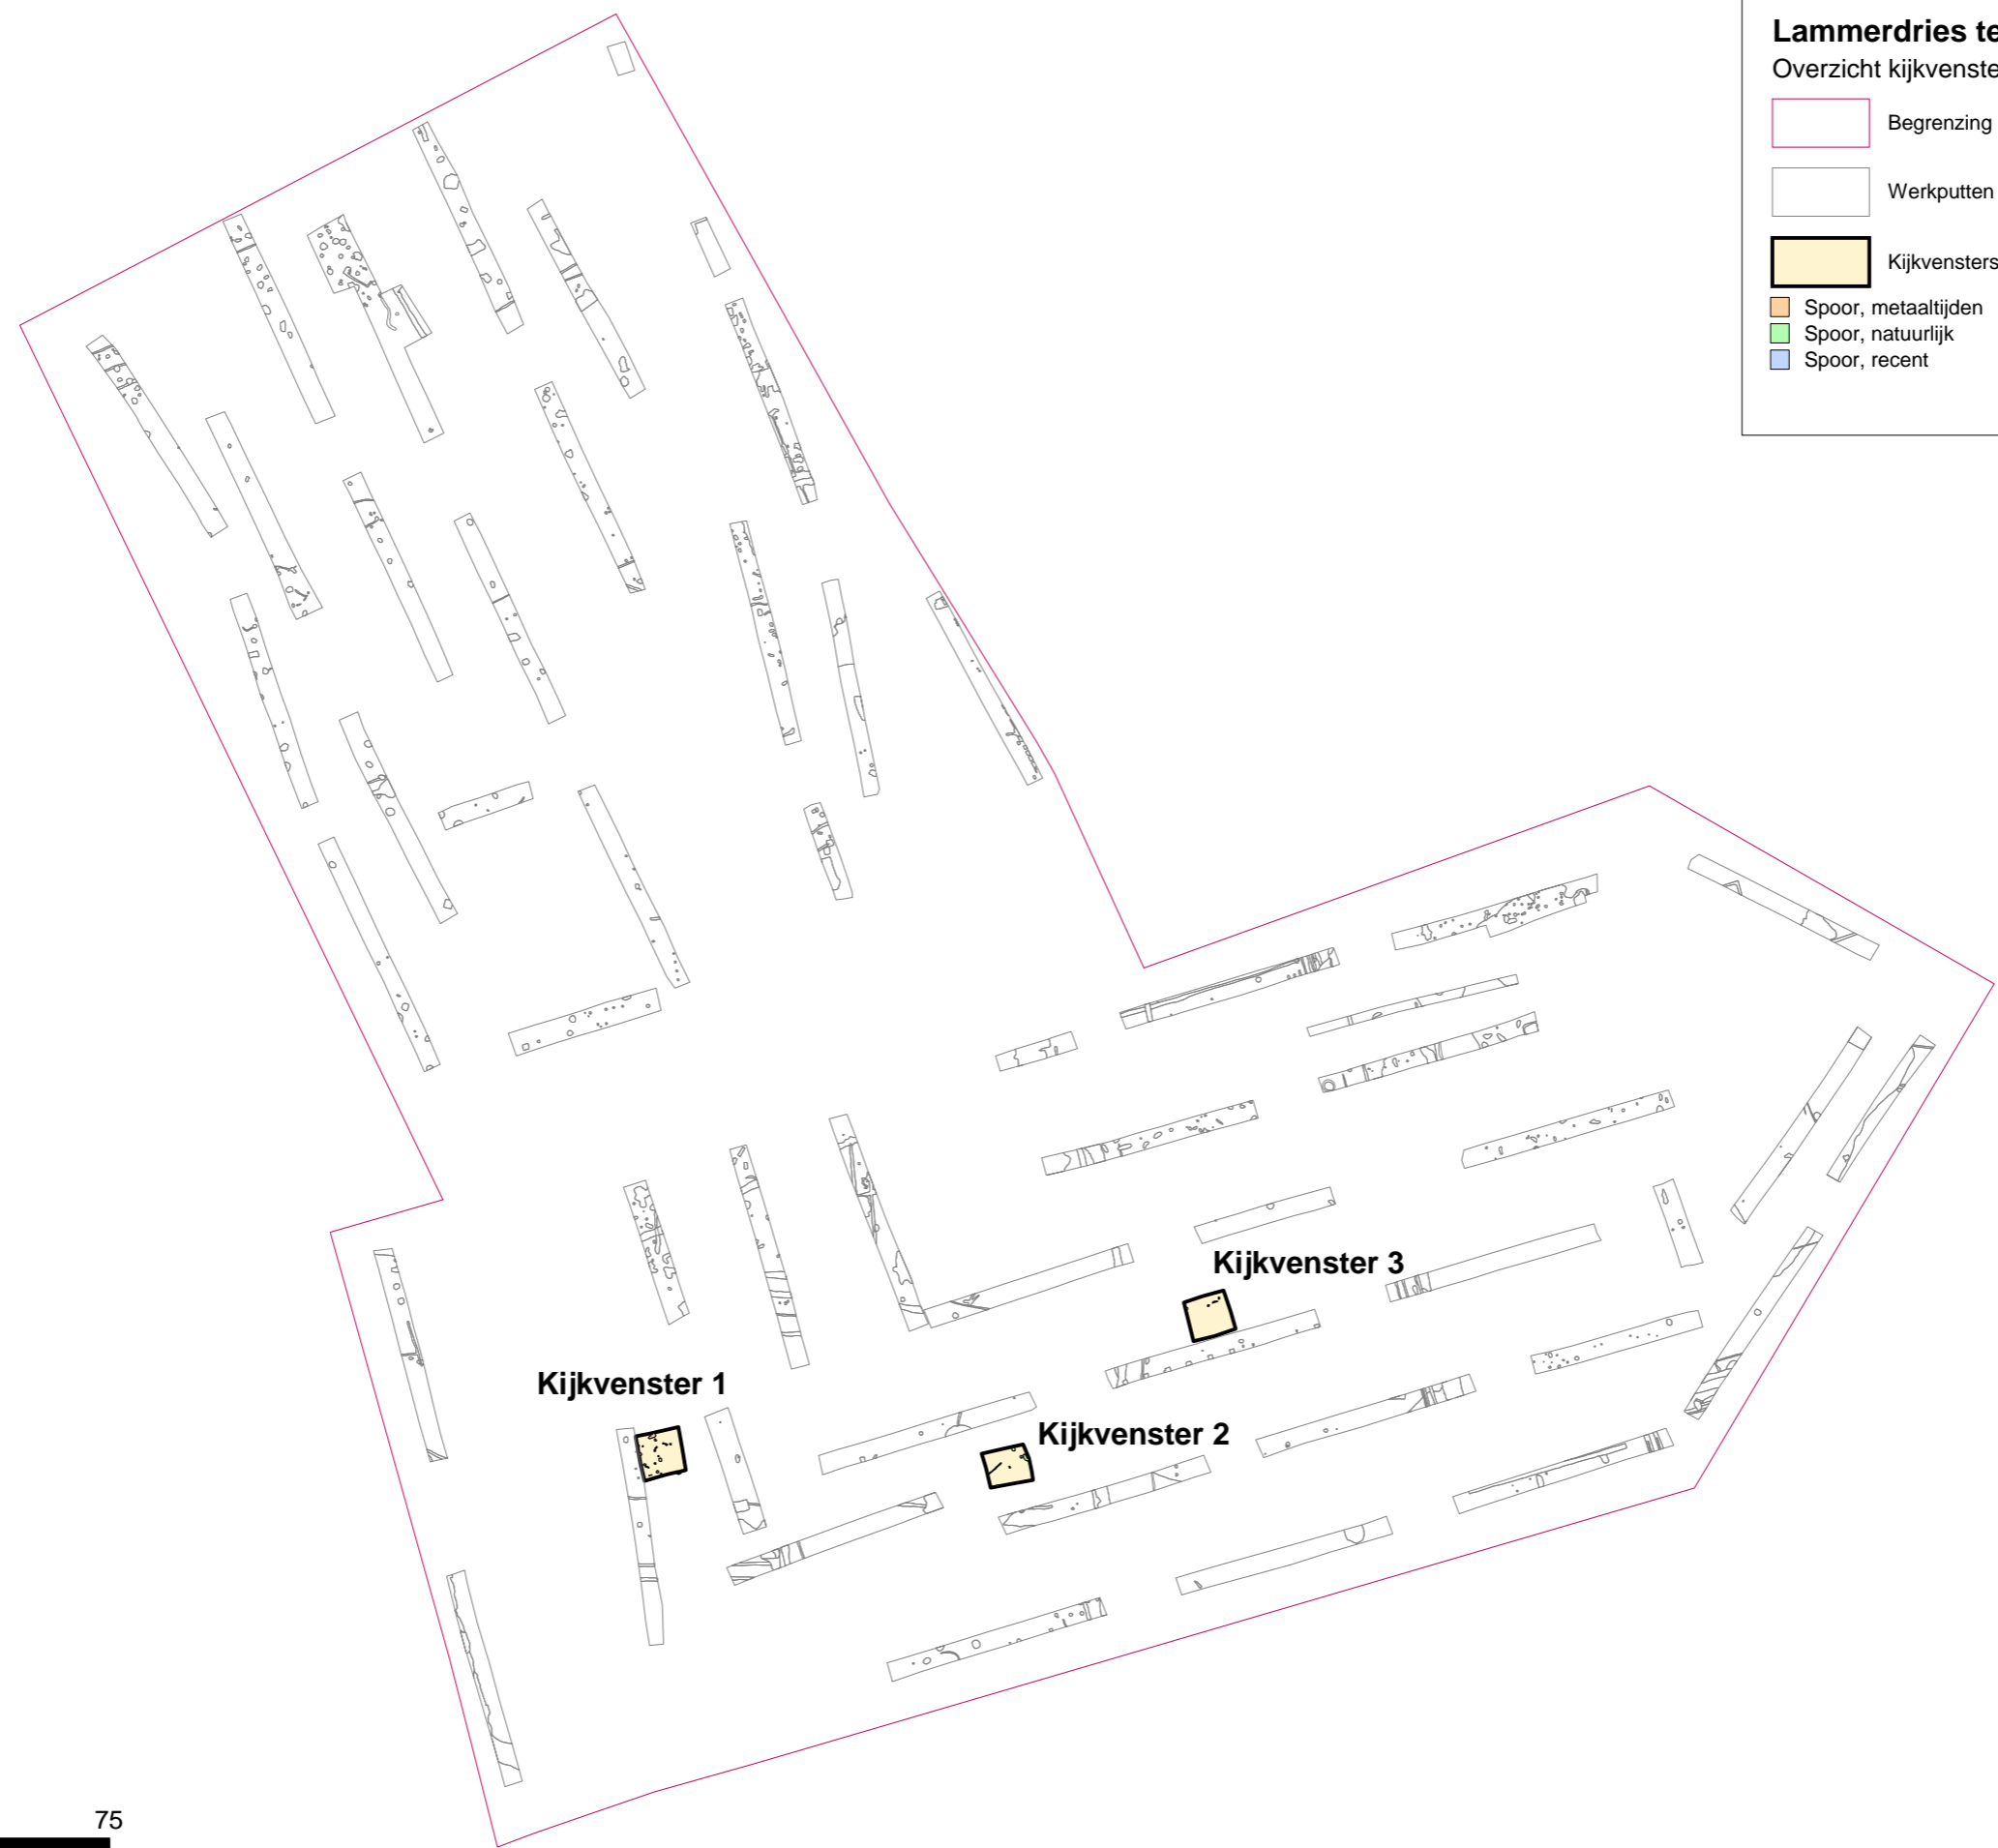 Lammerdries te
Overzicht kijkvenste
Begrenzing
Werkputten
Kijkvensters
Spoor, metaaltijden
Spoor, natuurlijk
Spoor, recent
Kijkvenster 3
Kijkvenster 1
Kijkvenster 2
75